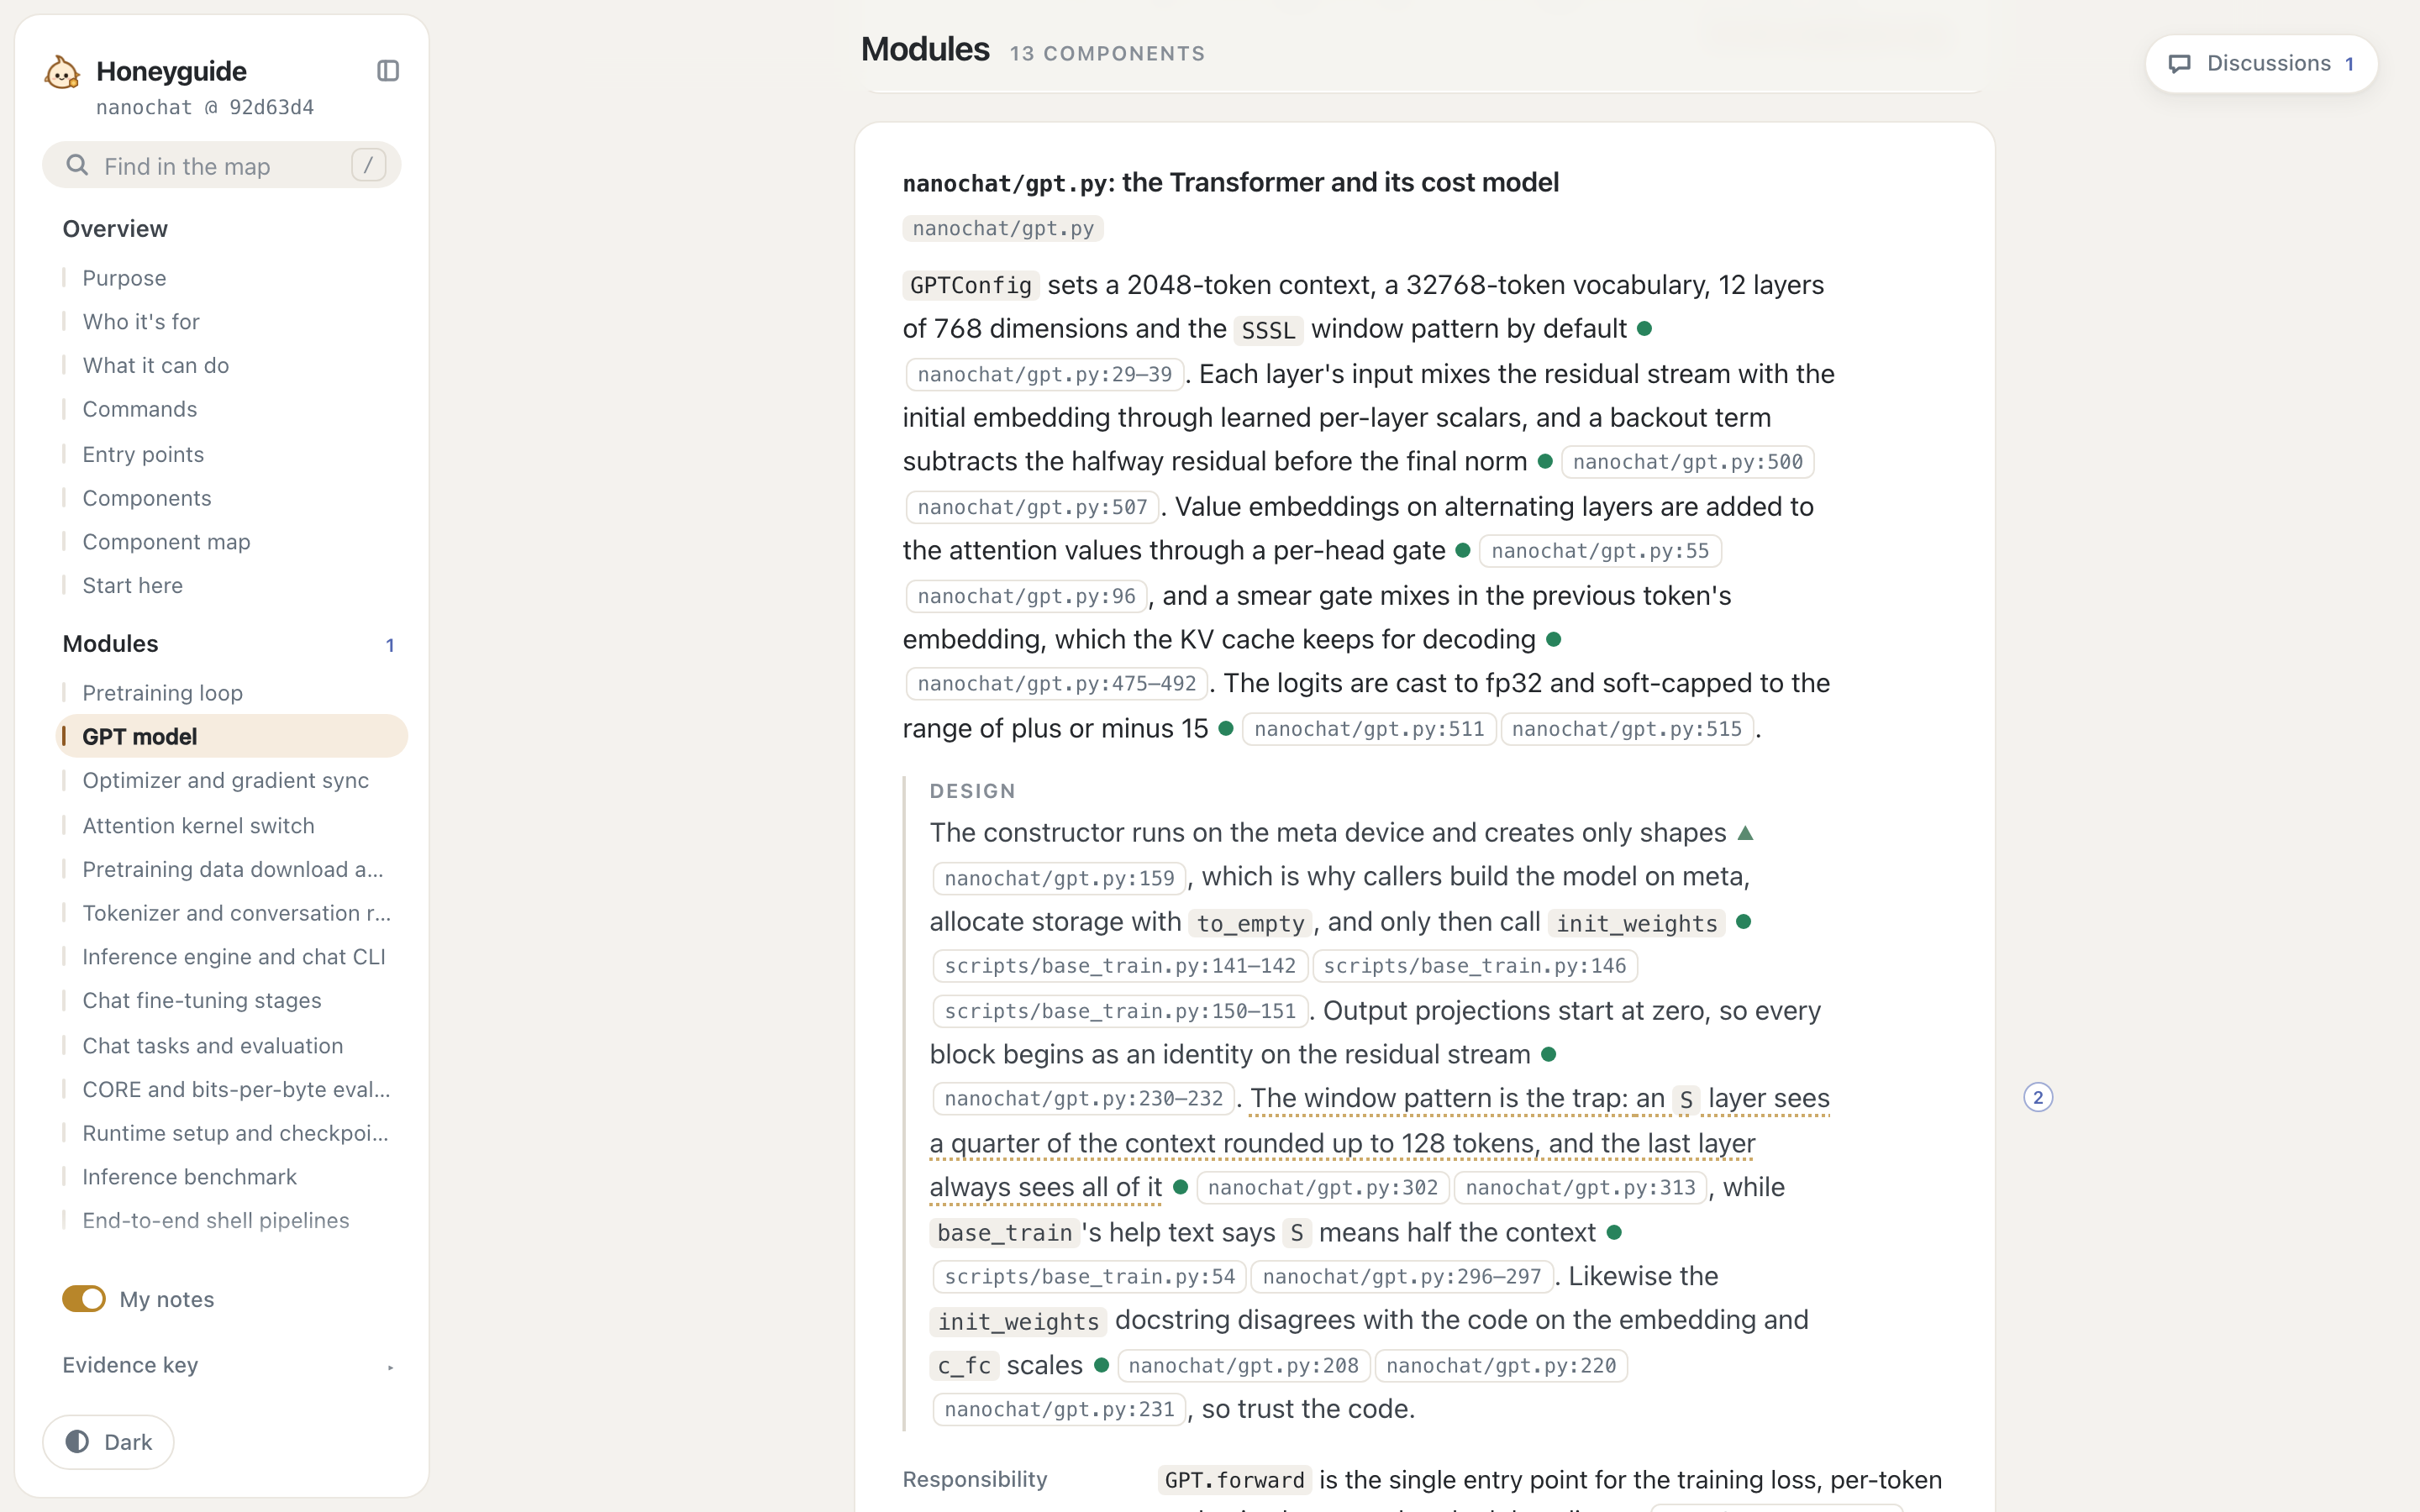 Honeyguide
nanochat @ 92d63d4
Find in the map /
Overview
Purpose
Who it's for
What it can do
Commands
Entry points
Components
Component map
Start here
Modules 1
Pretraining loop
GPT model
Optimizer and gradient sync
Attention kernel switch
Pretraining data download a...
Tokenizer and conversation r...
Inference engine and chat CLI
Chat fine-tuning stages
Chat tasks and evaluation
CORE and bits-per-byte eval...
Runtime setup and checkpoi...
Inference benchmark
End-to-end shell pipelines
My notes
Evidence key
Dark
Modules 13 COMPONENTS
Discussions 1
nanochat/gpt.py: the Transformer and its cost model
nanochat/gpt.py
GPTConfig sets a 2048-token context, a 32768-token vocabulary, 12 layers
of 768 dimensions and the SSSL window pattern by default
nanochat/gpt.py:29–39. Each layer's input mixes the residual stream with the
initial embedding through learned per-layer scalars, and a backout term
subtracts the halfway residual before the final norm nanochat/gpt.py:500
nanochat/gpt.py:507. Value embeddings on alternating layers are added to
the attention values through a per-head gate nanochat/gpt.py:55
nanochat/gpt.py:96, and a smear gate mixes in the previous token's
embedding, which the KV cache keeps for decoding
nanochat/gpt.py:475–492. The logits are cast to fp32 and soft-capped to the
range of plus or minus 15 nanochat/gpt.py:511 nanochat/gpt.py:515.
DESIGN
The constructor runs on the meta device and creates only shapes
nanochat/gpt.py:159, which is why callers build the model on meta,
allocate storage with to_empty, and only then call init_weights
scripts/base_train.py:141–142 scripts/base_train.py:146
scripts/base_train.py:150–151. Output projections start at zero, so every
block begins as an identity on the residual stream
nanochat/gpt.py:230–232. The window pattern is the trap: an S layer sees
2
a quarter of the context rounded up to 128 tokens, and the last layer
always sees all of it nanochat/gpt.py:302 nanochat/gpt.py:313, while
base_train's help text says S means half the context
scripts/base_train.py:54 nanochat/gpt.py:296–297. Likewise the
init_weights docstring disagrees with the code on the embedding and
c_fc scales nanochat/gpt.py:208 nanochat/gpt.py:220
nanochat/gpt.py:231, so trust the code.
Responsibility GPT.forward is the single entry point for the training loss, per-token